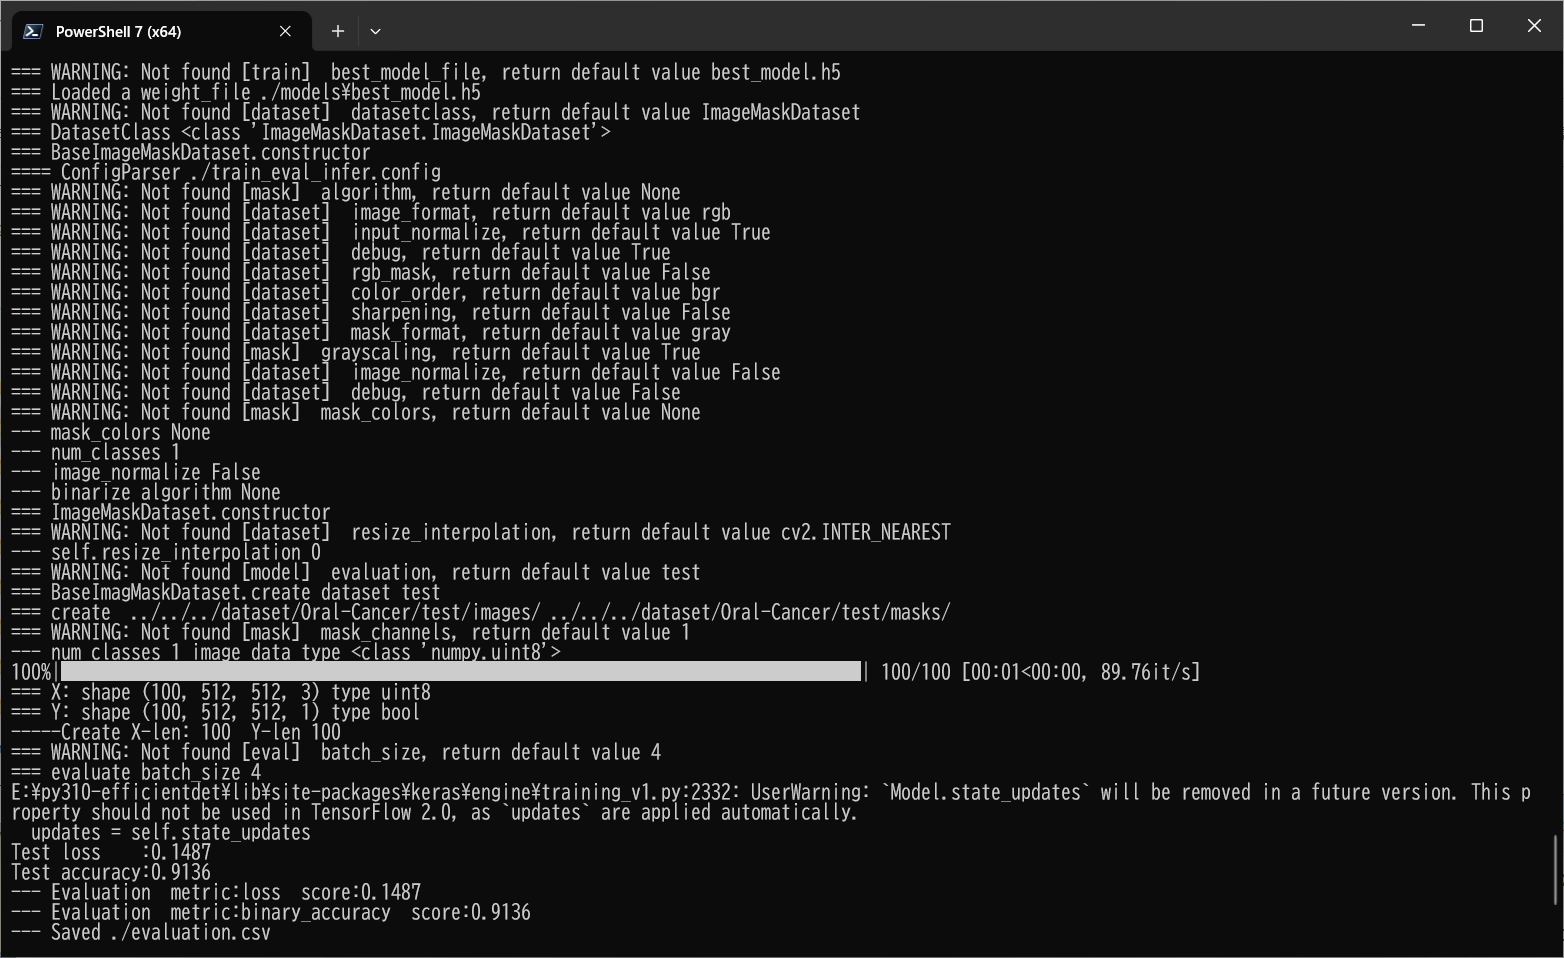 PowerShell 7 (x64)
=== WARNING: Not found [train]  best_model_file, return default value best_model.h5
=== Loaded a weight_file ./models¥best_model.h5
=== WARNING: Not found [dataset]  datasetclass, return default value ImageMaskDataset
=== DatasetClass <class 'ImageMaskDataset.ImageMaskDataset'>
=== BaseImageMaskDataset.constructor
==== ConfigParser ./train_eval_infer.config
=== WARNING: Not found [mask]  algorithm, return default value None
=== WARNING: Not found [dataset]  image_format, return default value rgb
=== WARNING: Not found [dataset]  input_normalize, return default value True
=== WARNING: Not found [dataset]  debug, return default value True
=== WARNING: Not found [dataset]  rgb_mask, return default value False
=== WARNING: Not found [dataset]  color_order, return default value bgr
=== WARNING: Not found [dataset]  sharpening, return default value False
=== WARNING: Not found [dataset]  mask_format, return default value gray
=== WARNING: Not found [mask]  grayscaling, return default value True
=== WARNING: Not found [dataset]  image_normalize, return default value False
=== WARNING: Not found [dataset]  debug, return default value False
=== WARNING: Not found [mask]  mask_colors, return default value None
--- mask_colors None
--- num_classes 1
--- image_normalize False
--- binarize algorithm None
=== ImageMaskDataset.constructor
=== WARNING: Not found [dataset]  resize_interpolation, return default value cv2.INTER_NEAREST
--- self.resize_interpolation 0
=== WARNING: Not found [model]  evaluation, return default value test
=== BaseImagMaskDataset.create dataset test
=== create  ../../../dataset/Oral-Cancer/test/images/ ../../../dataset/Oral-Cancer/test/masks/
=== WARNING: Not found [mask]  mask_channels, return default value 1
--- num classes 1 image data type <class 'numpy.uint8'>
100%| | 100/100 [00:01<00:00, 89.76it/s]
=== X: shape (100, 512, 512, 3) type uint8
=== Y: shape (100, 512, 512, 1) type bool
-----Create X-len: 100  Y-len 100
=== WARNING: Not found [eval]  batch_size, return default value 4
=== evaluate batch_size 4
E:¥py310-efficientdet¥lib¥site-packages¥keras¥engine¥training_v1.py:2332: UserWarning: `Model.state_updates` will be removed in a future version. This p
roperty should not be used in TensorFlow 2.0, as `updates` are applied automatically.
  updates = self.state_updates
Test loss    :0.1487
Test accuracy:0.9136
--- Evaluation  metric:loss  score:0.1487
--- Evaluation  metric:binary_accuracy  score:0.9136
--- Saved ./evaluation.csv